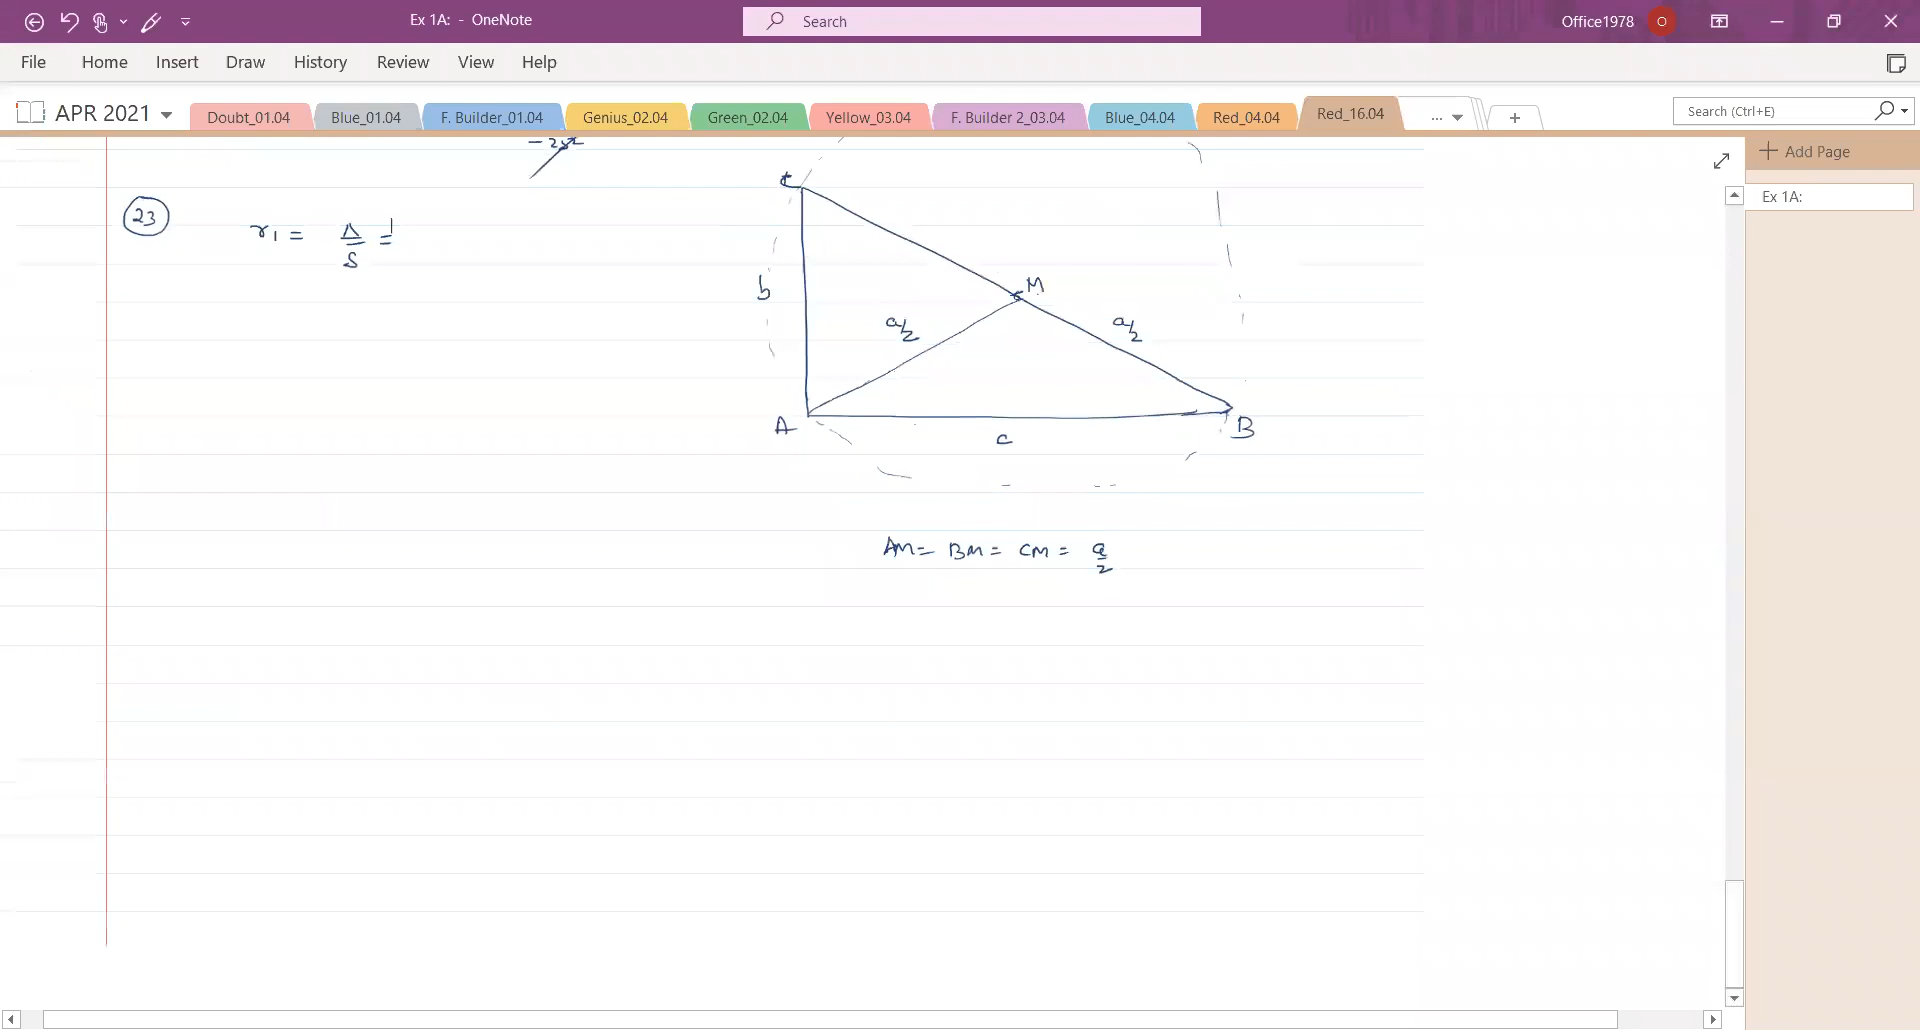 Ex 1A: - OneNote
Search
Office1978
O
File Home Insert Draw History Review View Help
APR 2021
Doubt_01.04
Blue_01.04
F. Builder_01.04
Genius_02.04
Green_02.04
Yellow_03.04
F. Builder 2_03.04
Blue_04.04
Red_04.04
Red_16.04
...
Search (Ctrl+E)
Add Page
Ex 1A:
23
r₁ = Δ/S =
C
M
b
a/2
a/2
A
c
B
AM = BM = CM = a/2